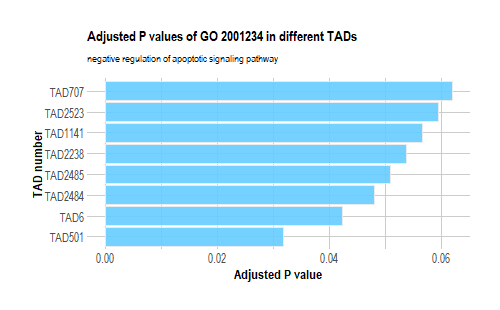 Adjusted P values of GO 2001234 in different TADs
negative regulation of apoptotic signaling pathway
TAD number
TAD707
TAD2523
TAD1141
TAD2238
TAD2485
TAD2484
TAD6
TAD501
0.00 0.02 0.04 0.06
Adjusted P value